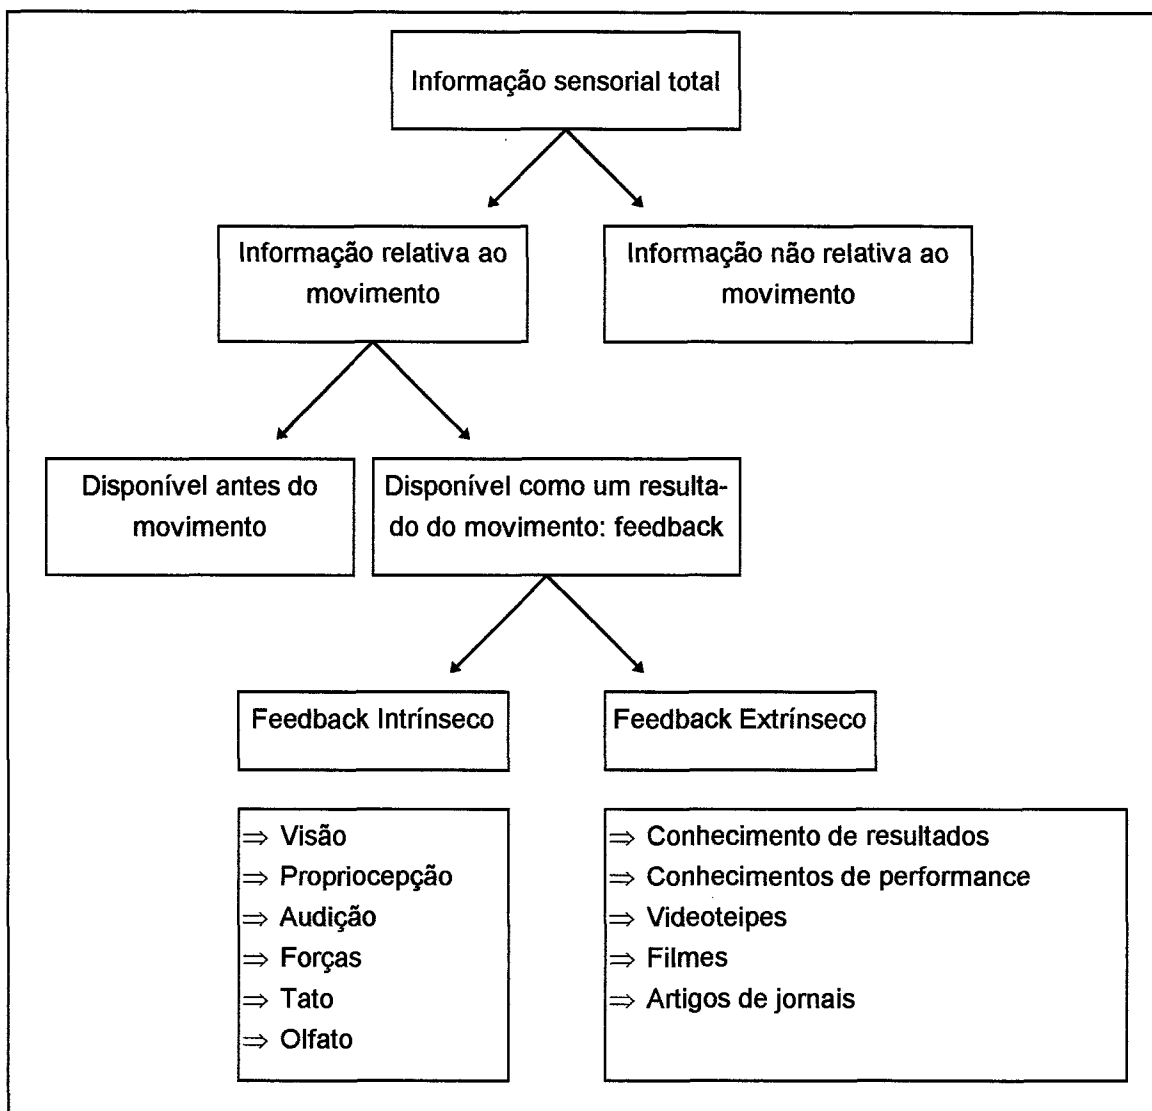 Informação sensorial total
Informação relativa ao
movimento
Informação não relativa ao
movimento
Disponível antes do
movimento
Disponível como um resulta-
do do movimento: feedback
Feedback Intrínseco
Feedback Extrínseco
⇒ Visão
⇒ Propriocepção
⇒ Audição
⇒ Forças
⇒ Tato
⇒ Olfato
⇒ Conhecimento de resultados
⇒ Conhecimentos de performance
⇒ Videoteipes
⇒ Filmes
⇒ Artigos de jornais